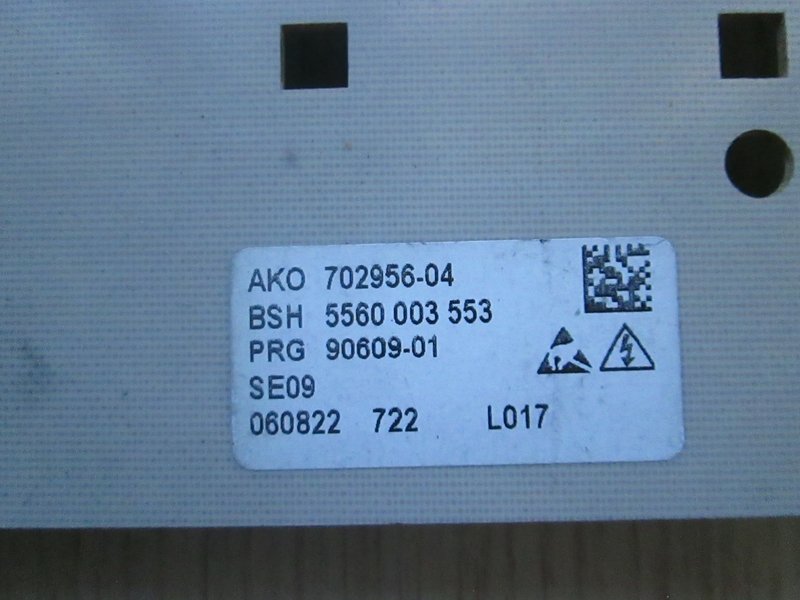 AKO 702956-04
BSH 5560 003 553
PRG 90609-01
SE09
060822 722 L017